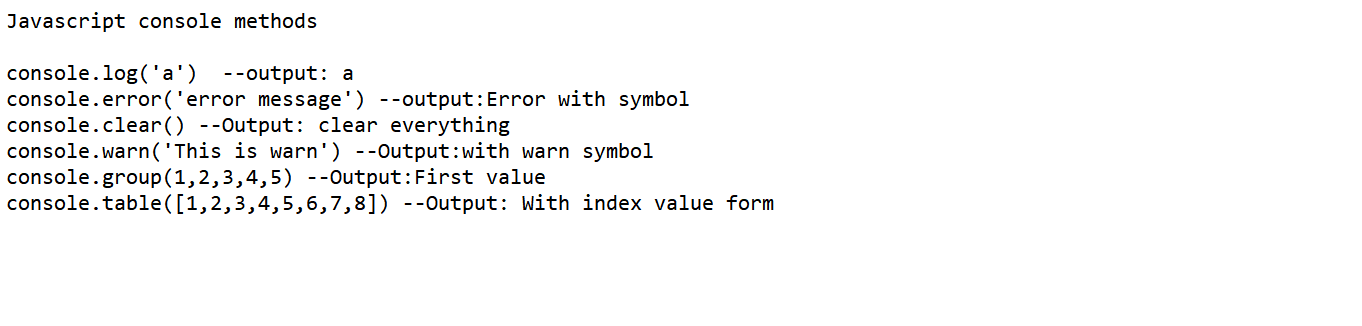 Javascript console methods
console.log('a')  --output: a
console.error('error message') --output:Error with symbol
console.clear() --Output: clear everything
console.warn('This is warn') --Output:with warn symbol
console.group(1,2,3,4,5) --Output:First value
console.table([1,2,3,4,5,6,7,8]) --Output: With index value form